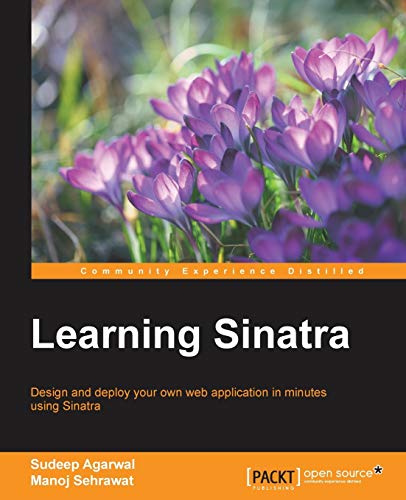 Community Experience Distilled
Learning Sinatra
Design and deploy your own web application in minutes
using Sinatra
Sudeep Agarwal
Manoj Sehrawat
[PACKT] open source*
PUBLISHING community experience distilled